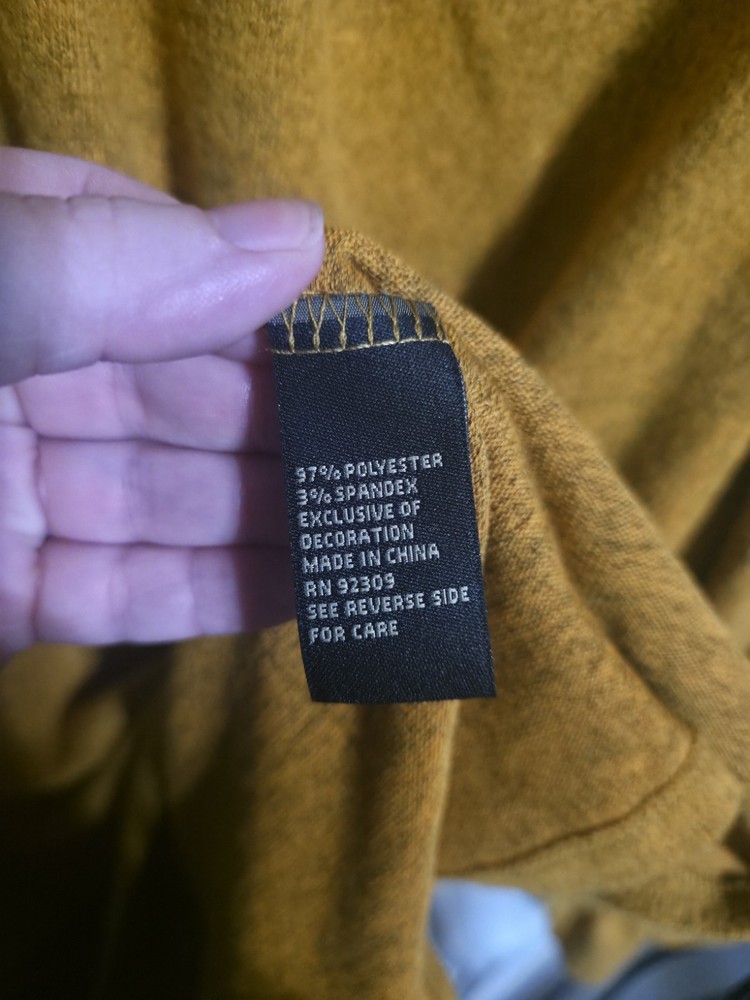 97% POLYESTER
3% SPANDEX
EXCLUSIVE OF
DECORATION
MADE IN CHINA
RN 92309
SEE REVERSE SIDE
FOR CARE